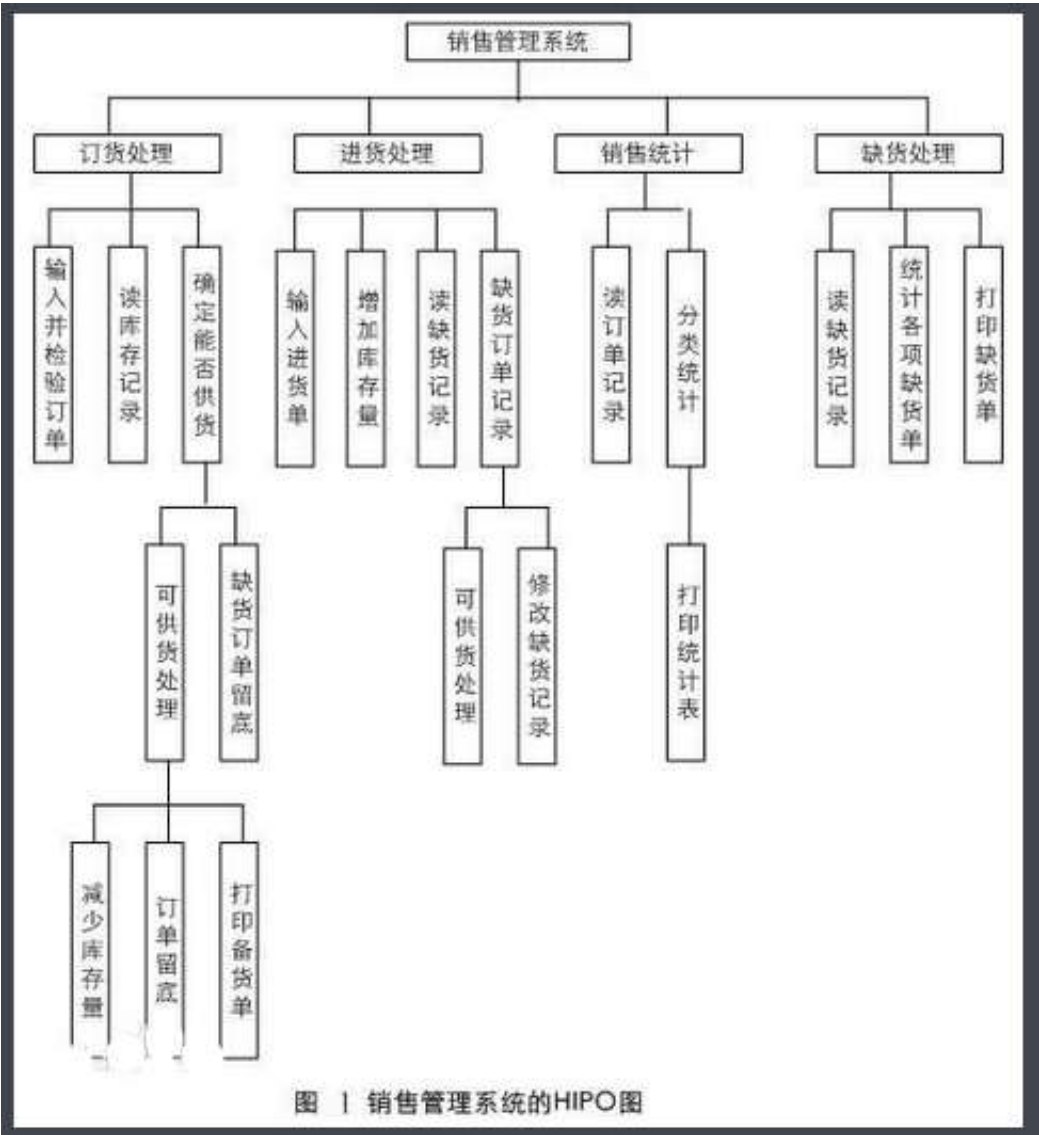 销售管理系统
订货处理
进货处理
销售统计
缺货处理
输入并检验订单
读库存记录
确定能否供货
输入进货单
增加库存量
读缺货记录
缺货订单记录
读订单记录
分类统计
读缺货记录
统计各项缺货单
打印缺货单
可供货处理
缺货订单留底
可供货处理
修改缺货记录
打印统计表
减少库存量
订单留底
打印备货单
图 1 销售管理系统的HIPO图